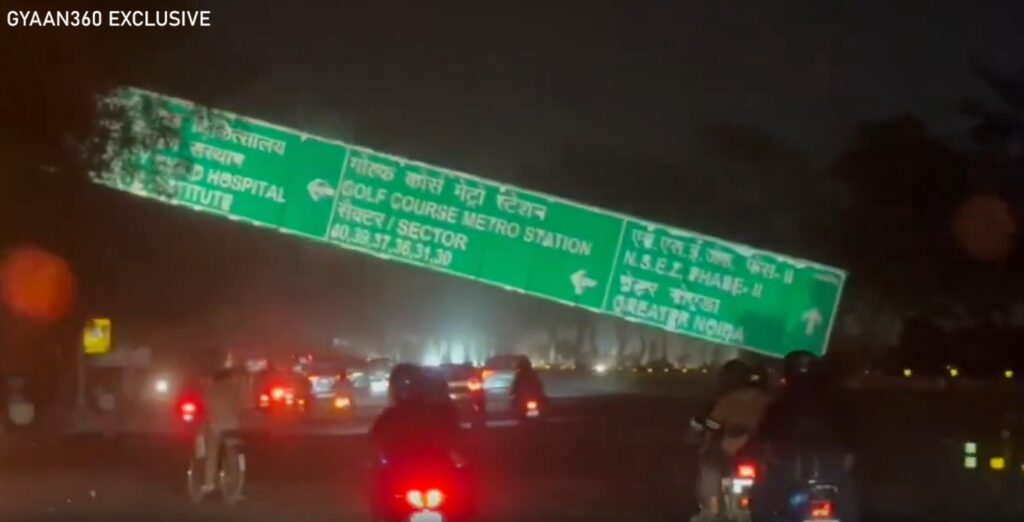 GYAAN360 EXCLUSIVE
चिकित्सालय
संस्थान
HOSPITAL
गोल्फ कोर्स मेट्रो स्टेशन
GOLF COURSE METRO STATION
सैक्टर / SECTOR
40,39,37,36,31,30
एन.एस.ई.जेड. फेस-II
N.S.E.Z. PHASE-II
ग्रेटर नोएडा
GREATER NOIDA